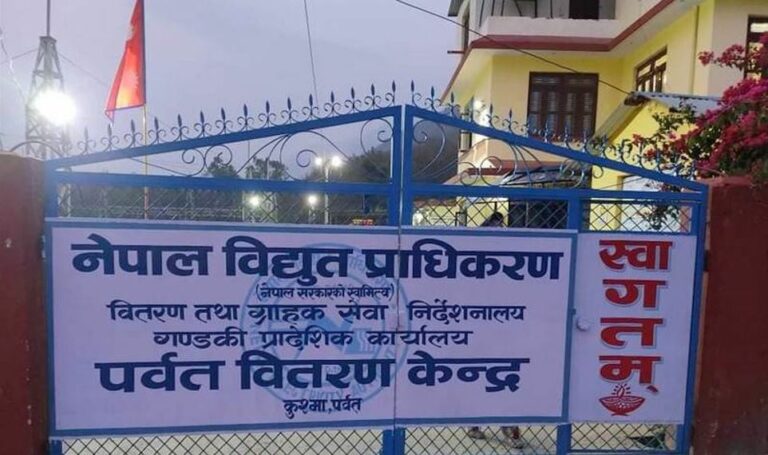 नेपाल विद्युत प्राधिकरण
(नेपाल सरकारको स्वामित्व)
वितरण तथा ग्राहक सेवा निर्देशनालय
गण्डकी प्रादेशिक कार्यालय
पर्वत वितरण केन्द्र
कुश्मा, पर्वत
स्वा
ग
त
म्